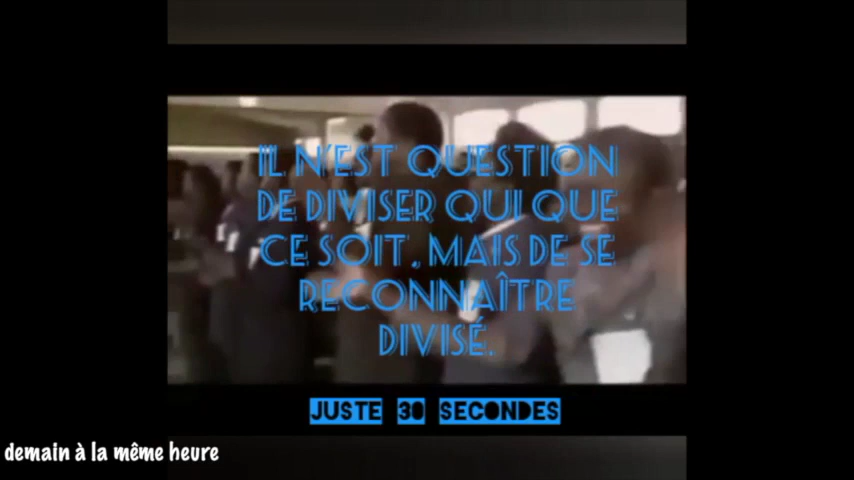 IL N'EST QUESTION
DE DIVISER QUI QUE
CE SOIT, MAIS DE SE
RECONNAÎTRE
DIVISÉ.
JUSTE 30 SECONDES
demain à la même heure